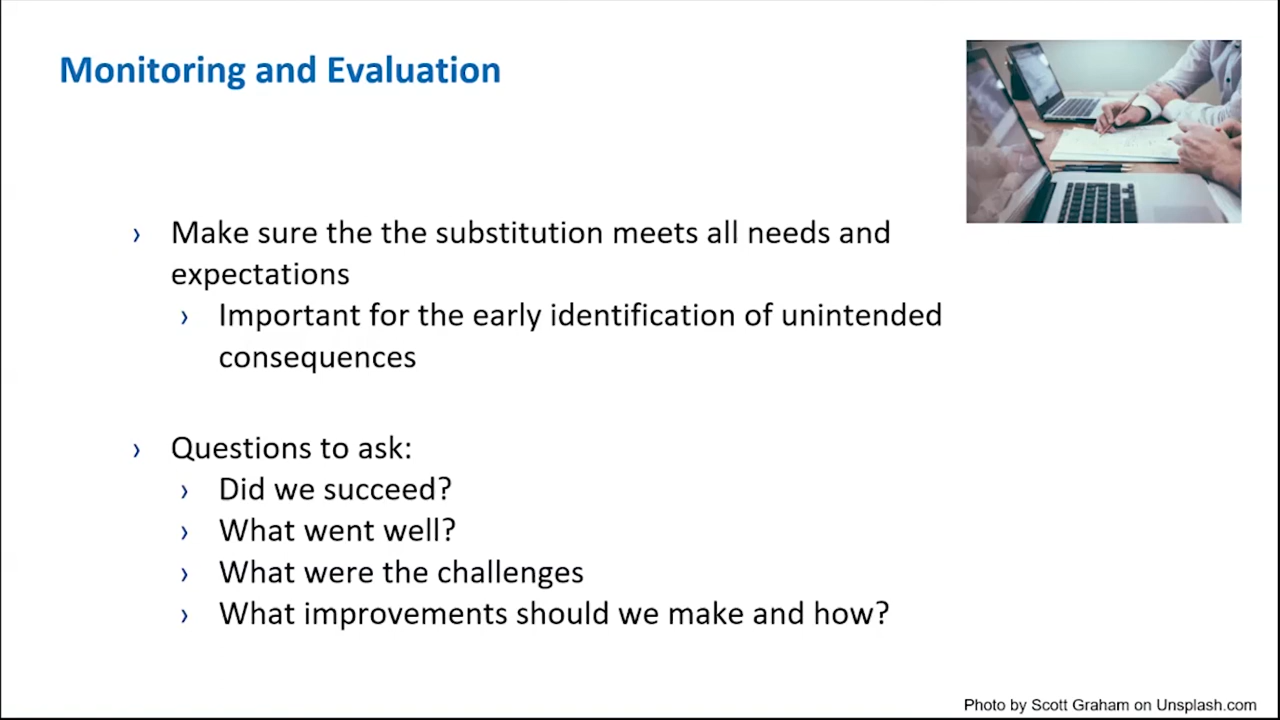 Monitoring and Evaluation
› Make sure the the substitution meets all needs and
expectations
› Important for the early identification of unintended
consequences
› Questions to ask:
› Did we succeed?
› What went well?
› What were the challenges
› What improvements should we make and how?
Photo by Scott Graham on Unsplash.com